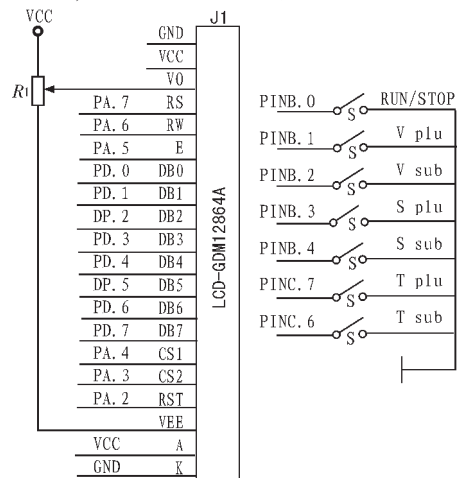 VCC
J1
GND
VCC
V0
R1
PA. 7 RS
PA. 6 RW
PA. 5 E
PD. 0 DB0
PD. 1 DB1
DP. 2 DB2
PD. 3 DB3
PD. 4 DB4
DP. 5 DB5
PD. 6 DB6
PD. 7 DB7
PA. 4 CS1
PA. 3 CS2
PA. 2 RST
VEE
VCC A
GND K
LCD-GDM12864A
PINB. 0 S RUN/STOP
PINB. 1 S V plu
PINB. 2 S V sub
PINB. 3 S S plu
PINB. 4 S S sub
PINC. 7 S T plu
PINC. 6 S T sub